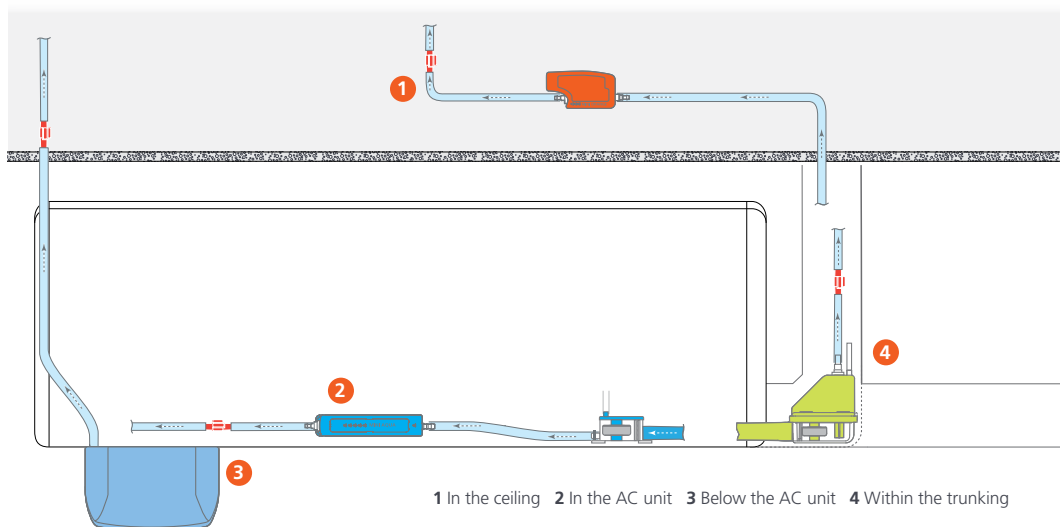 1
2
4
3
1 In the ceiling 2 In the AC unit 3 Below the AC unit 4 Within the trunking